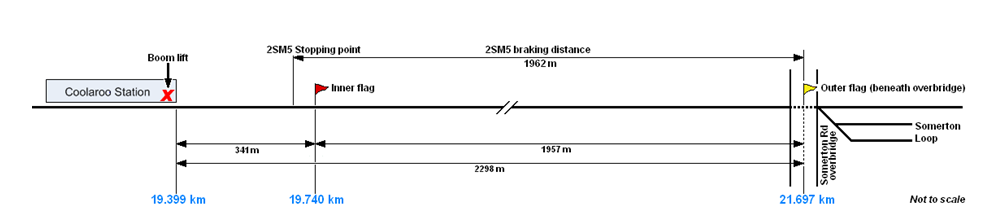 2SM5 Stopping point
2SM5 braking distance
Boom lift
1962 m
Coolaroo Station
X
Inner flag
Outer flag (beneath overbridge)
Somerton
Loop
Somerton Rd
overbridge
341m
1957 m
2298 m
19.399 km
19.740 km
21.697 km
Not to scale